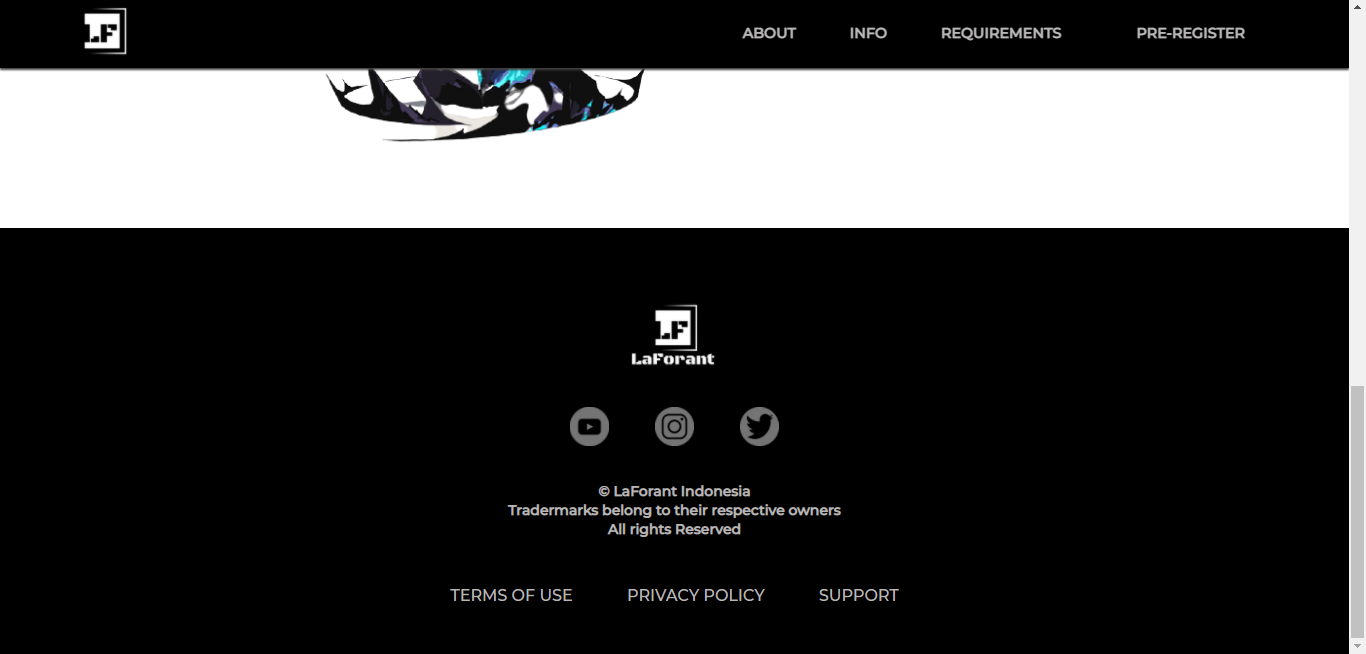 LF
ABOUT INFO REQUIREMENTS PRE-REGISTER
LF
LaForant
© LaForant Indonesia
Tradermarks belong to their respective owners
All rights Reserved
TERMS OF USE PRIVACY POLICY SUPPORT